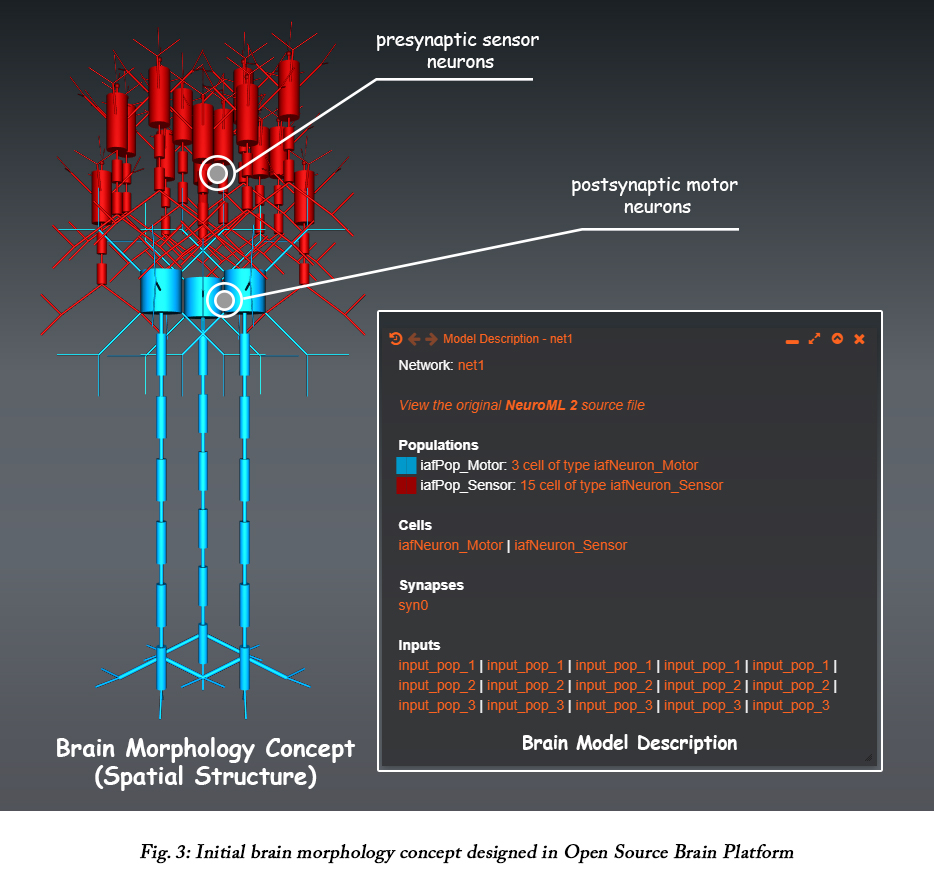 presynaptic sensor
neurons
postsynaptic motor
neurons
Model Description - net1
Network: net1
View the original NeuroML 2 source file
Populations
iafPop_Motor: 3 cell of type iafNeuron_Motor
iafPop_Sensor: 15 cell of type iafNeuron_Sensor
Cells
iafNeuron_Motor | iafNeuron_Sensor
Synapses
syn0
Inputs
input_pop_1 | input_pop_1 | input_pop_1 | input_pop_1 | input_pop_1 |
input_pop_2 | input_pop_2 | input_pop_2 | input_pop_2 | input_pop_2 |
input_pop_3 | input_pop_3 | input_pop_3 | input_pop_3 | input_pop_3
Brain Model Description
Brain Morphology Concept
(Spatial Structure)
Fig. 3: Initial brain morphology concept designed in Open Source Brain Platform